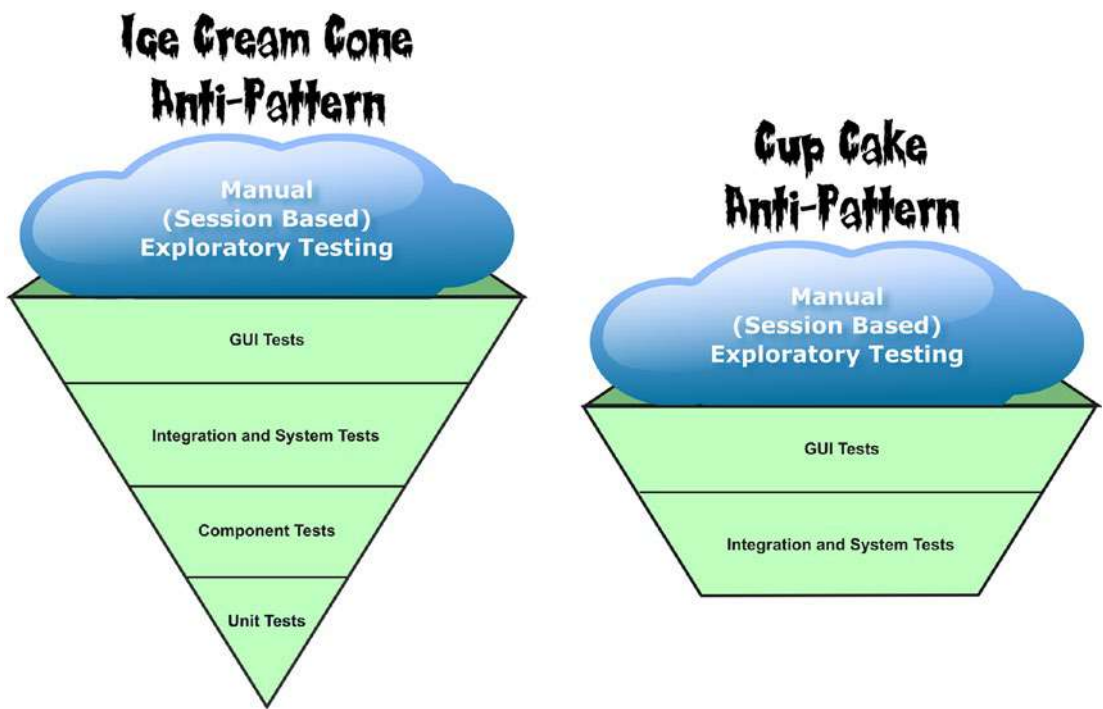 Ice Cream Cone
Anti-Pattern
Manual
(Session Based)
Exploratory Testing
GUI Tests
Integration and System Tests
Component Tests
Unit Tests
Cup Cake
Anti-Pattern
Manual
(Session Based)
Exploratory Testing
GUI Tests
Integration and System Tests